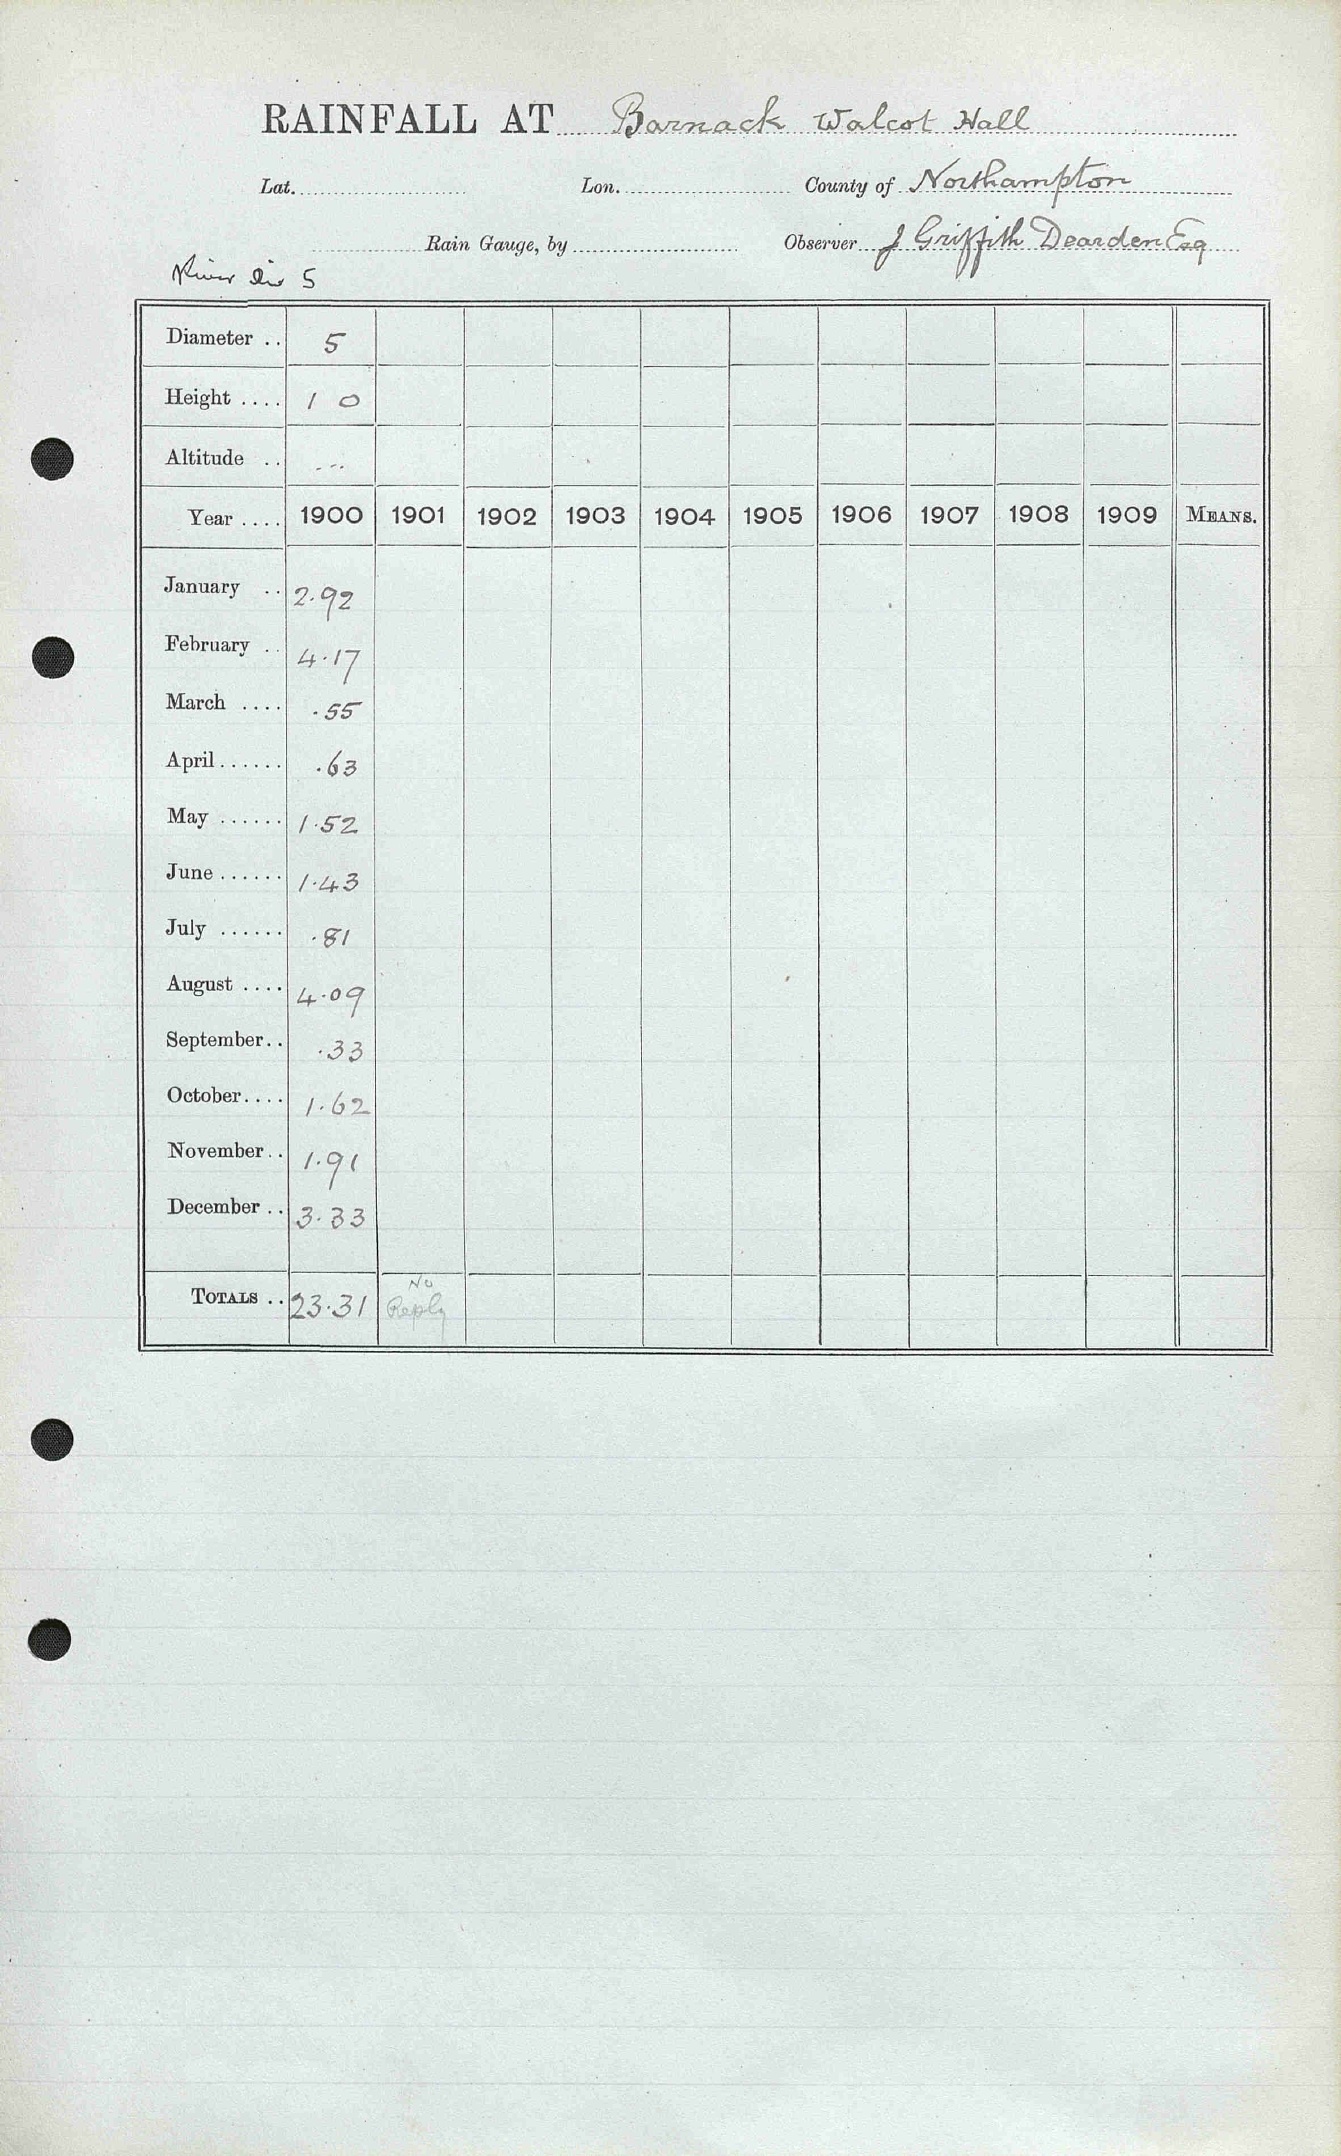 RAINFALL AT Barnack Walcot Hall
Lat. Lon. County of Northampton
Rain Gauge, by Observer J Griffith Dearden Esq
River Div 5
Diameter .. 5
Height .... 1 0
Altitude .. ...
Year .... 1900 1901 1902 1903 1904 1905 1906 1907 1908 1909 MEANS.
January .. 2.92
February .. 4.17
March .... .55
April ...... .63
May ...... 1.52
June ...... 1.43
July ...... .81
August .... 4.09
September .. .33
October .... 1.62
November .. 1.91
December .. 3.33
TOTALS .. 23.31 No Reply